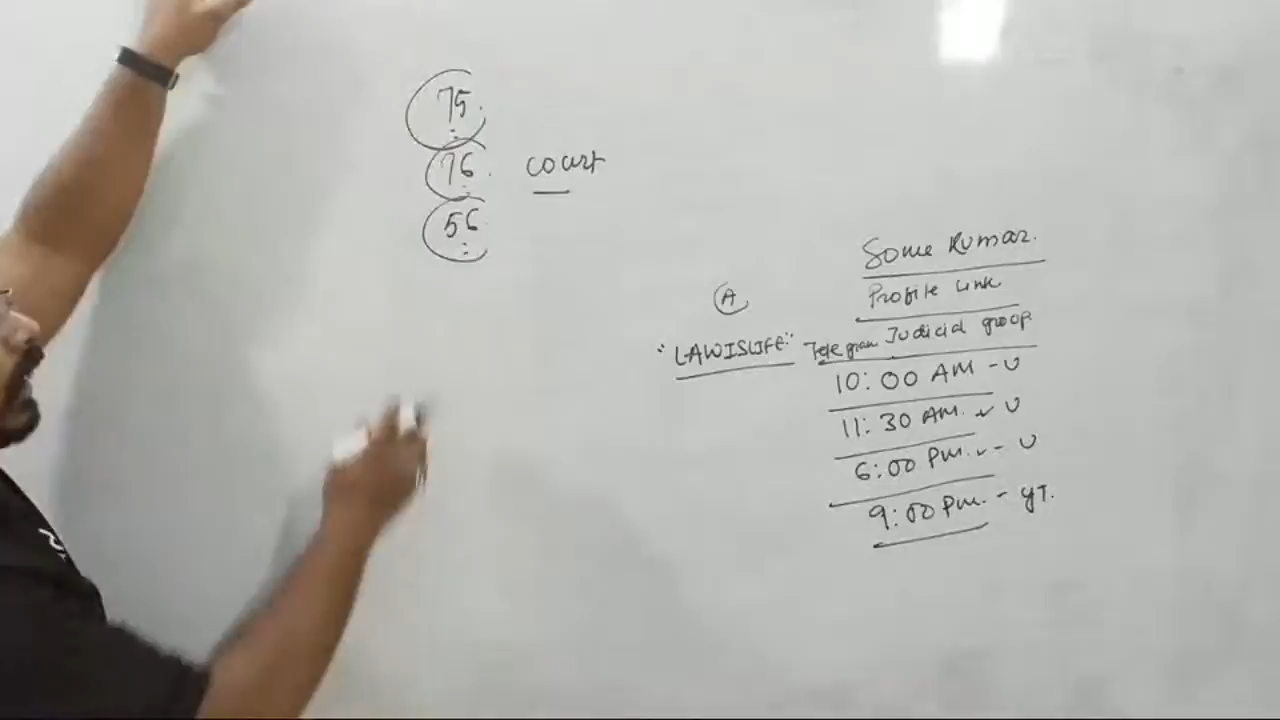 75.
76. court
56
Some Kumar.
Profile Link
A
"LAWISLIFE" Telegram Judicial group
10:00 AM - U
11:30 AM. U
6:00 PM. - U
9:00 PM. - YT.